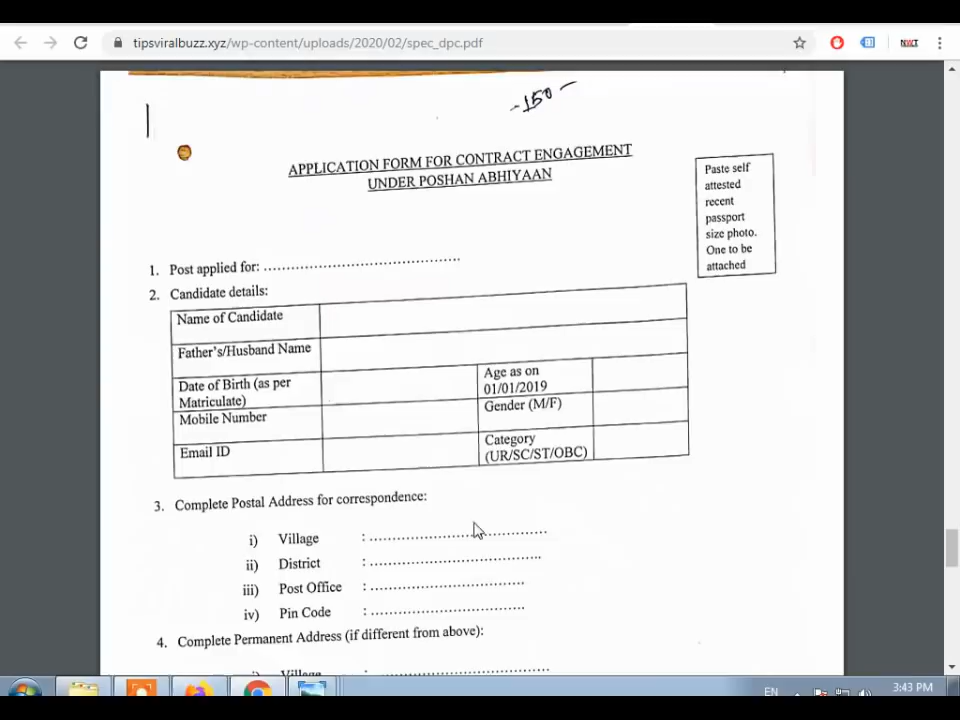 tipsviralbuzz.xyz/wp-content/uploads/2020/02/spec_dpc.pdf
NWT
-150-
APPLICATION FORM FOR CONTRACT ENGAGEMENT
UNDER POSHAN ABHIYAAN
Paste self
attested
recent
passport
size photo.
One to be
attached
1. Post applied for: ..........................................
2. Candidate details:
Name of Candidate
Father's/Husband Name
Date of Birth (as per
Matriculate)
Age as on
01/01/2019
Mobile Number
Gender (M/F)
Email ID
Category
(UR/SC/ST/OBC)
3. Complete Postal Address for correspondence:
i) Village : ......................................
ii) District : .....................................
iii) Post Office : .................................
iv) Pin Code : .................................
4. Complete Permanent Address (if different from above):
i) Village : .......................................
EN
3:43 PM